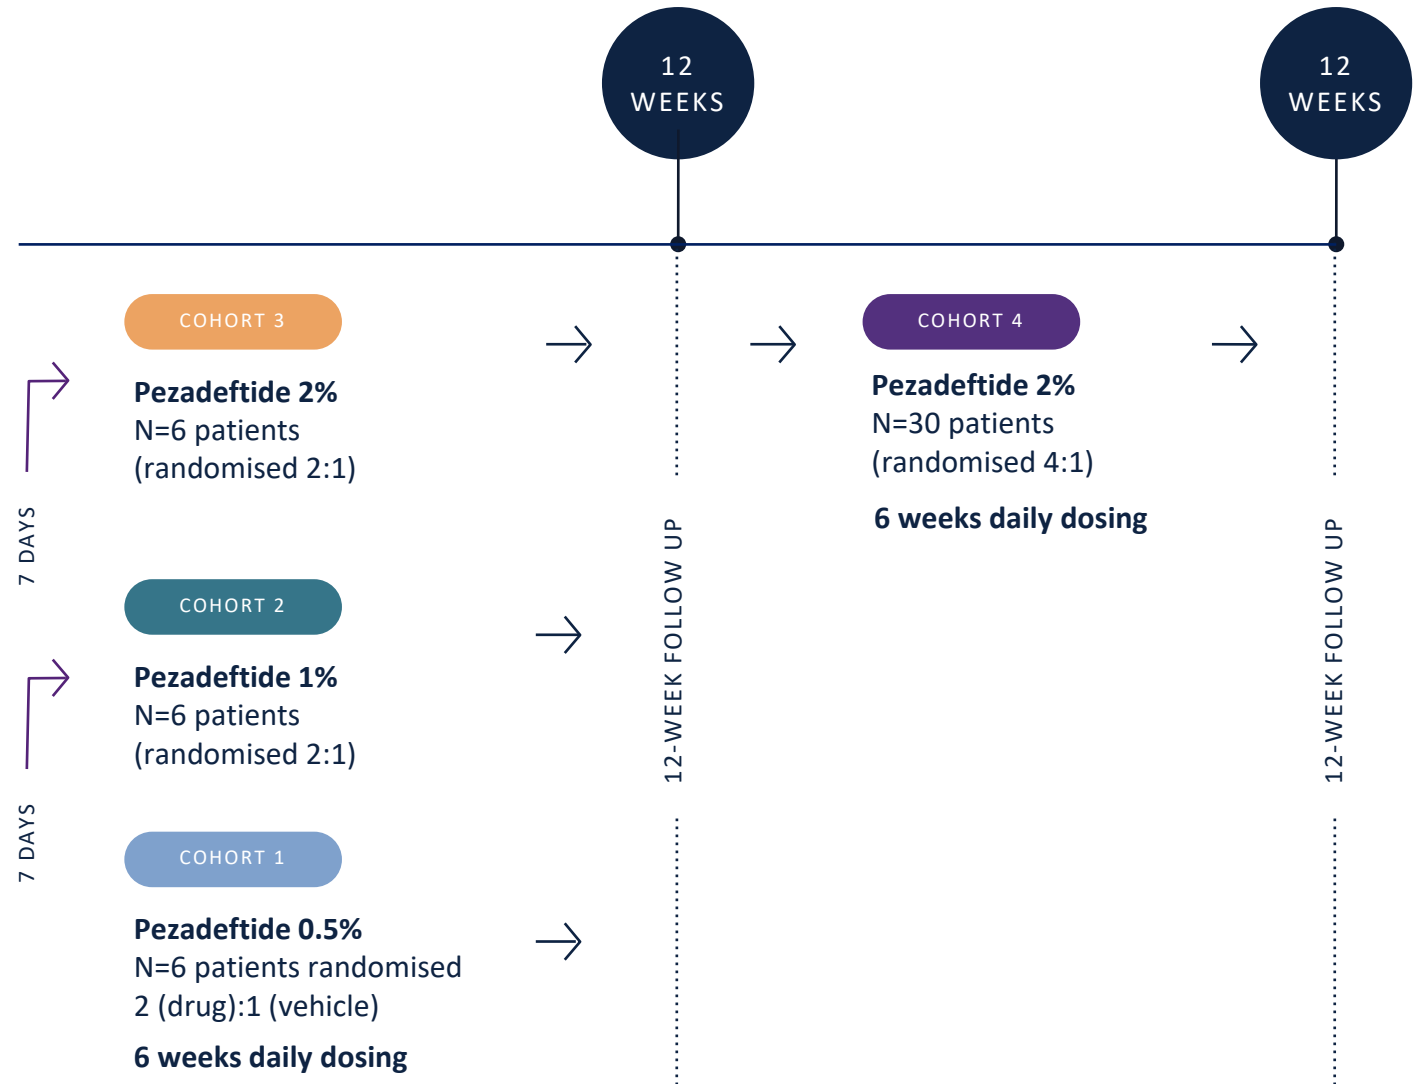 12
WEEKS
12
WEEKS
COHORT 3
Pezadeftide 2%
N=6 patients
(randomised 2:1)
7 DAYS
COHORT 2
Pezadeftide 1%
N=6 patients
(randomised 2:1)
7 DAYS
COHORT 1
Pezadeftide 0.5%
N=6 patients randomised
2 (drug):1 (vehicle)
6 weeks daily dosing
12-WEEK FOLLOW UP
COHORT 4
Pezadeftide 2%
N=30 patients
(randomised 4:1)
6 weeks daily dosing
12-WEEK FOLLOW UP